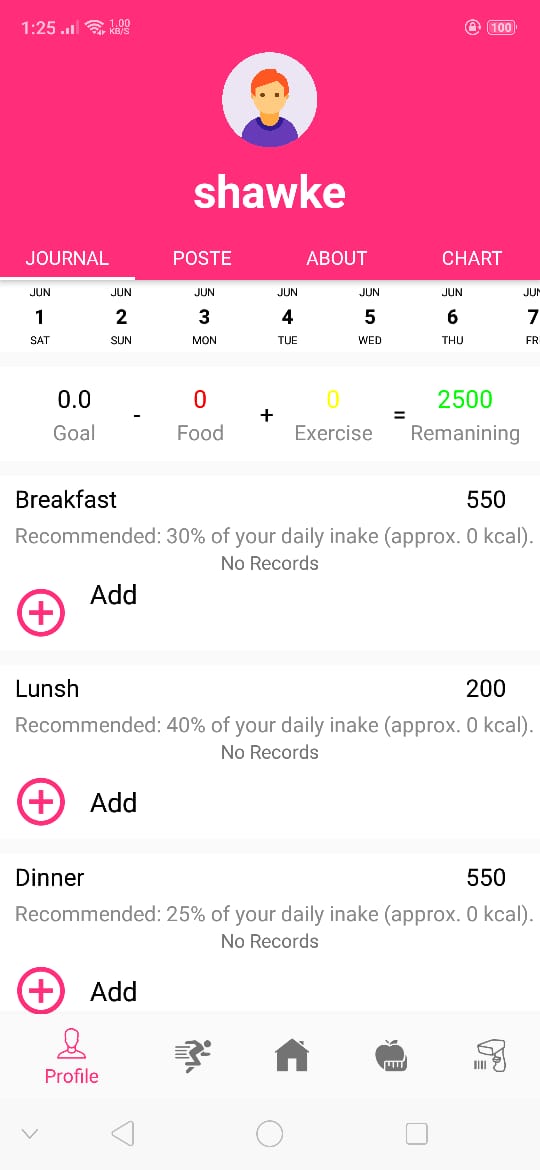 1:25 1.00 KB/S 100
shawke
JOURNAL POSTE ABOUT CHART
JUN JUN JUN JUN JUN JUN JUN
1 2 3 4 5 6 7
SAT SUN MON TUE WED THU FR
0.0 - 0 + 0 = 2500
Goal Food Exercise Remanining
Breakfast 550
Recommended: 30% of your daily inake (approx. 0 kcal).
No Records
Add
Lunsh 200
Recommended: 40% of your daily inake (approx. 0 kcal).
No Records
Add
Dinner 550
Recommended: 25% of your daily inake (approx. 0 kcal).
No Records
Add
Profile